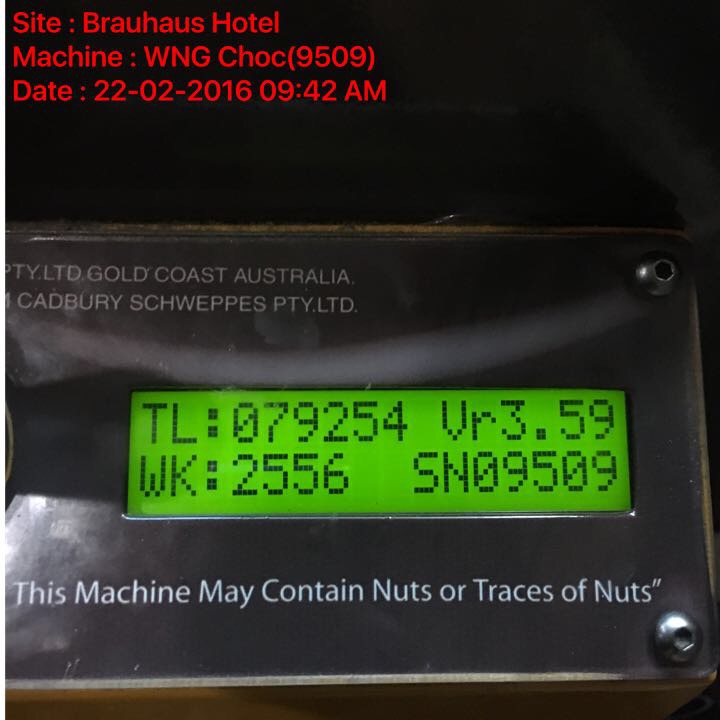 Site : Brauhaus Hotel
Machine : WNG Choc(9509)
Date : 22-02-2016 09:42 AM
PTY.LTD.GOLD COAST AUSTRALIA.
CADBURY SCHWEPPES PTY.LTD.
TL:079254 Vr3.59
WK:2556 SN09509
This Machine May Contain Nuts or Traces of Nuts”